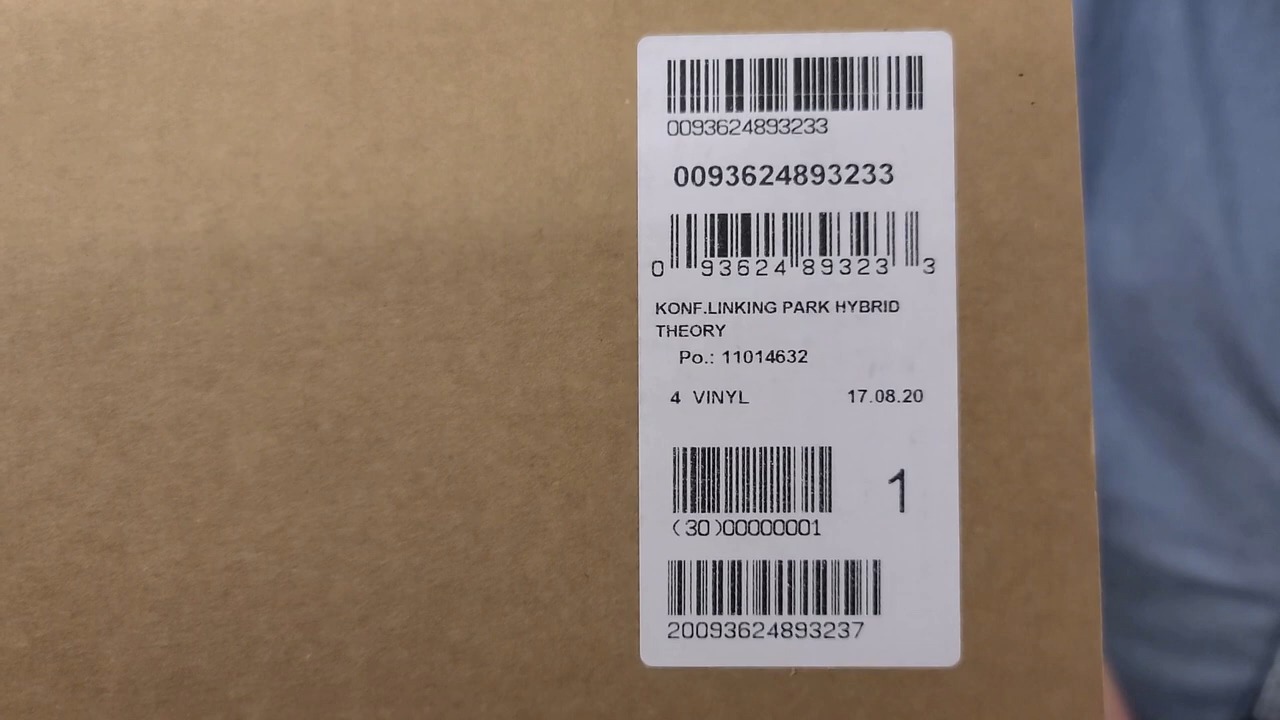 0093624893233
0093624893233
0 93624 89323 3
KONF.LINKING PARK HYBRID
THEORY
Po.: 11014632
4 VINYL 17.08.20
1
(30)00000001
20093624893237